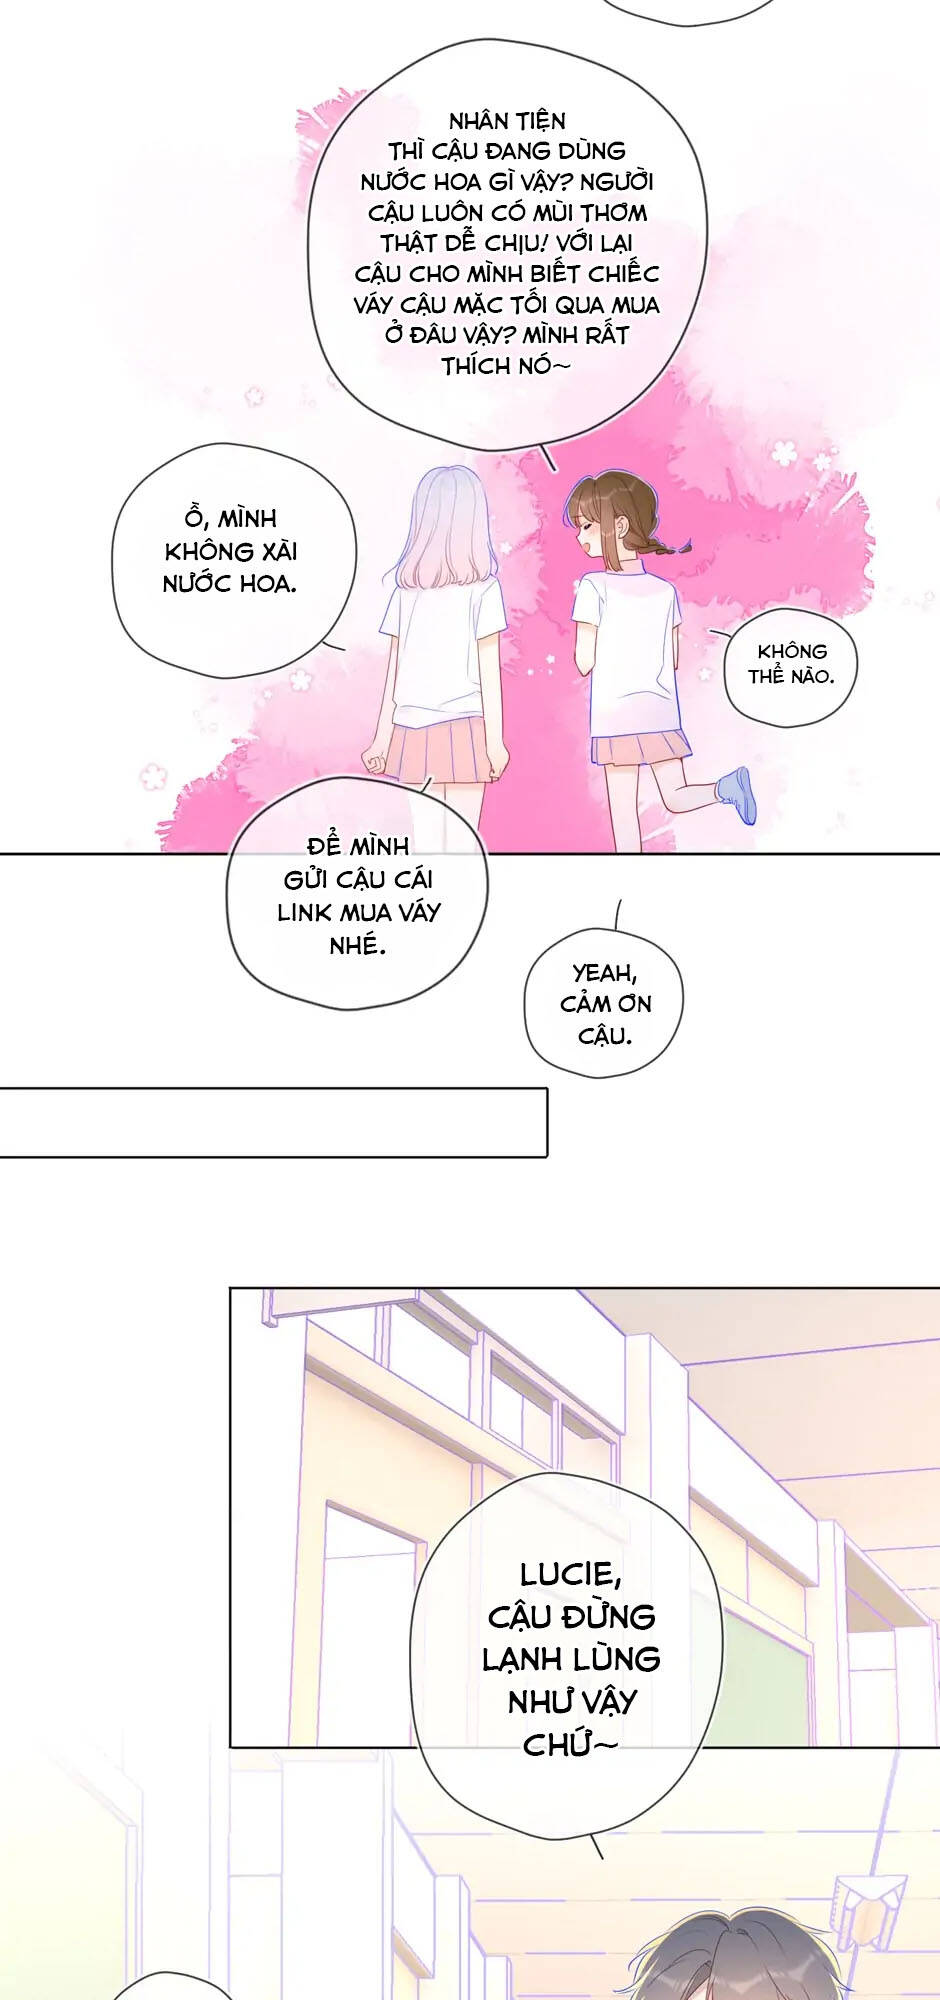 NHÂN TIỆN
THÌ CẬU ĐANG DÙNG
NƯỚC HOA GÌ VẬY? NGƯỜI
CẬU LUÔN CÓ MÙI THƠM
THẬT DỄ CHỊU! VỚI LẠI
CẬU CHO MÌNH BIẾT CHIẾC
VÁY CẬU MẶC TỐI QUA MUA
Ở ĐÂU VẬY? MÌNH RẤT
THÍCH NÓ~
Ồ, MÌNH
KHÔNG XÀI
NƯỚC HOA.
KHÔNG
THỂ NÀO.
ĐỂ MÌNH
GỬI CẬU CÁI
LINK MUA VÁY
NHÉ.
YEAH,
CẢM ƠN
CẬU.
LUCIE,
CẬU ĐỪNG
LẠNH LÙNG
NHƯ VẬY
CHỨ~